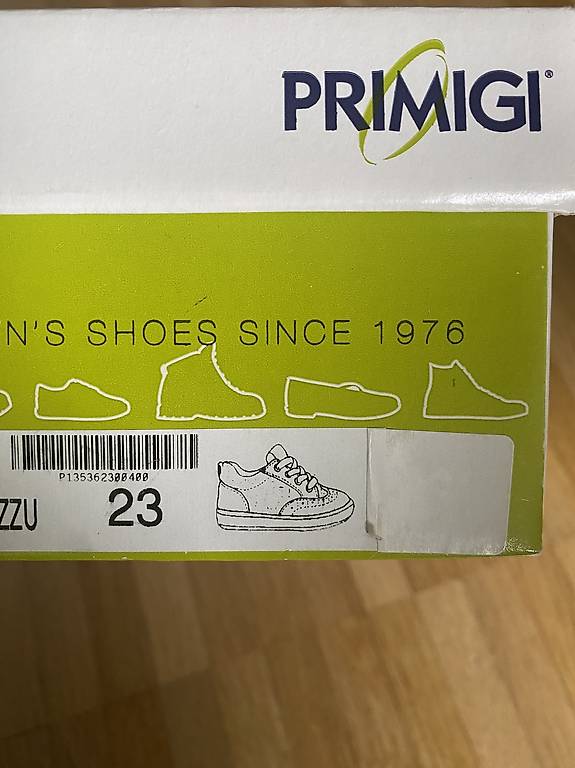 PRIMIGI®
N'S SHOES SINCE 1976
P135362300400
ZZU 23